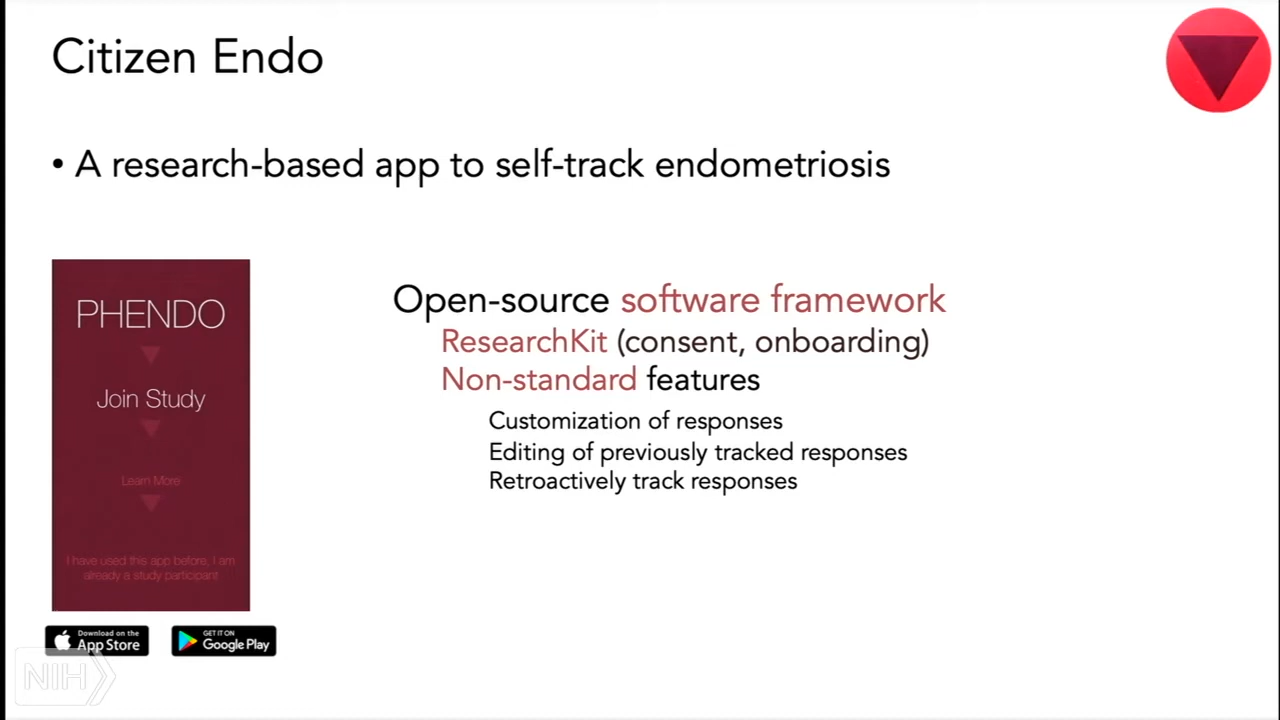 Citizen Endo
• A research-based app to self-track endometriosis
PHENDO
Join Study
Learn More
I have used this app before, I am
already a study participant
Open-source software framework
ResearchKit (consent, onboarding)
Non-standard features
Customization of responses
Editing of previously tracked responses
Retroactively track responses
Download on the
App Store
GET IT ON
Google Play
NIH